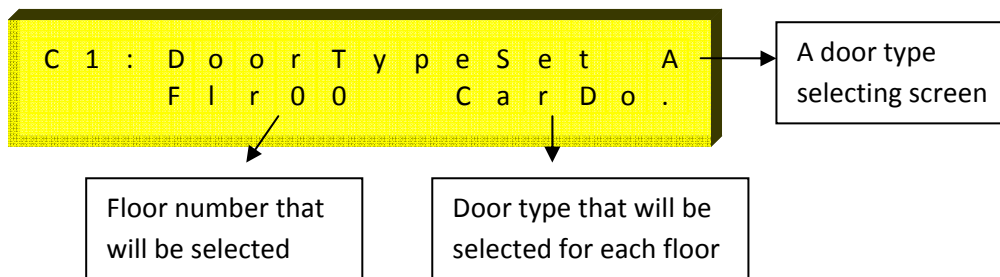 C1:DoorTypeSet A
Flr00 CarDo.
A door type
selecting screen
Floor number that
will be selected
Door type that will be
selected for each floor